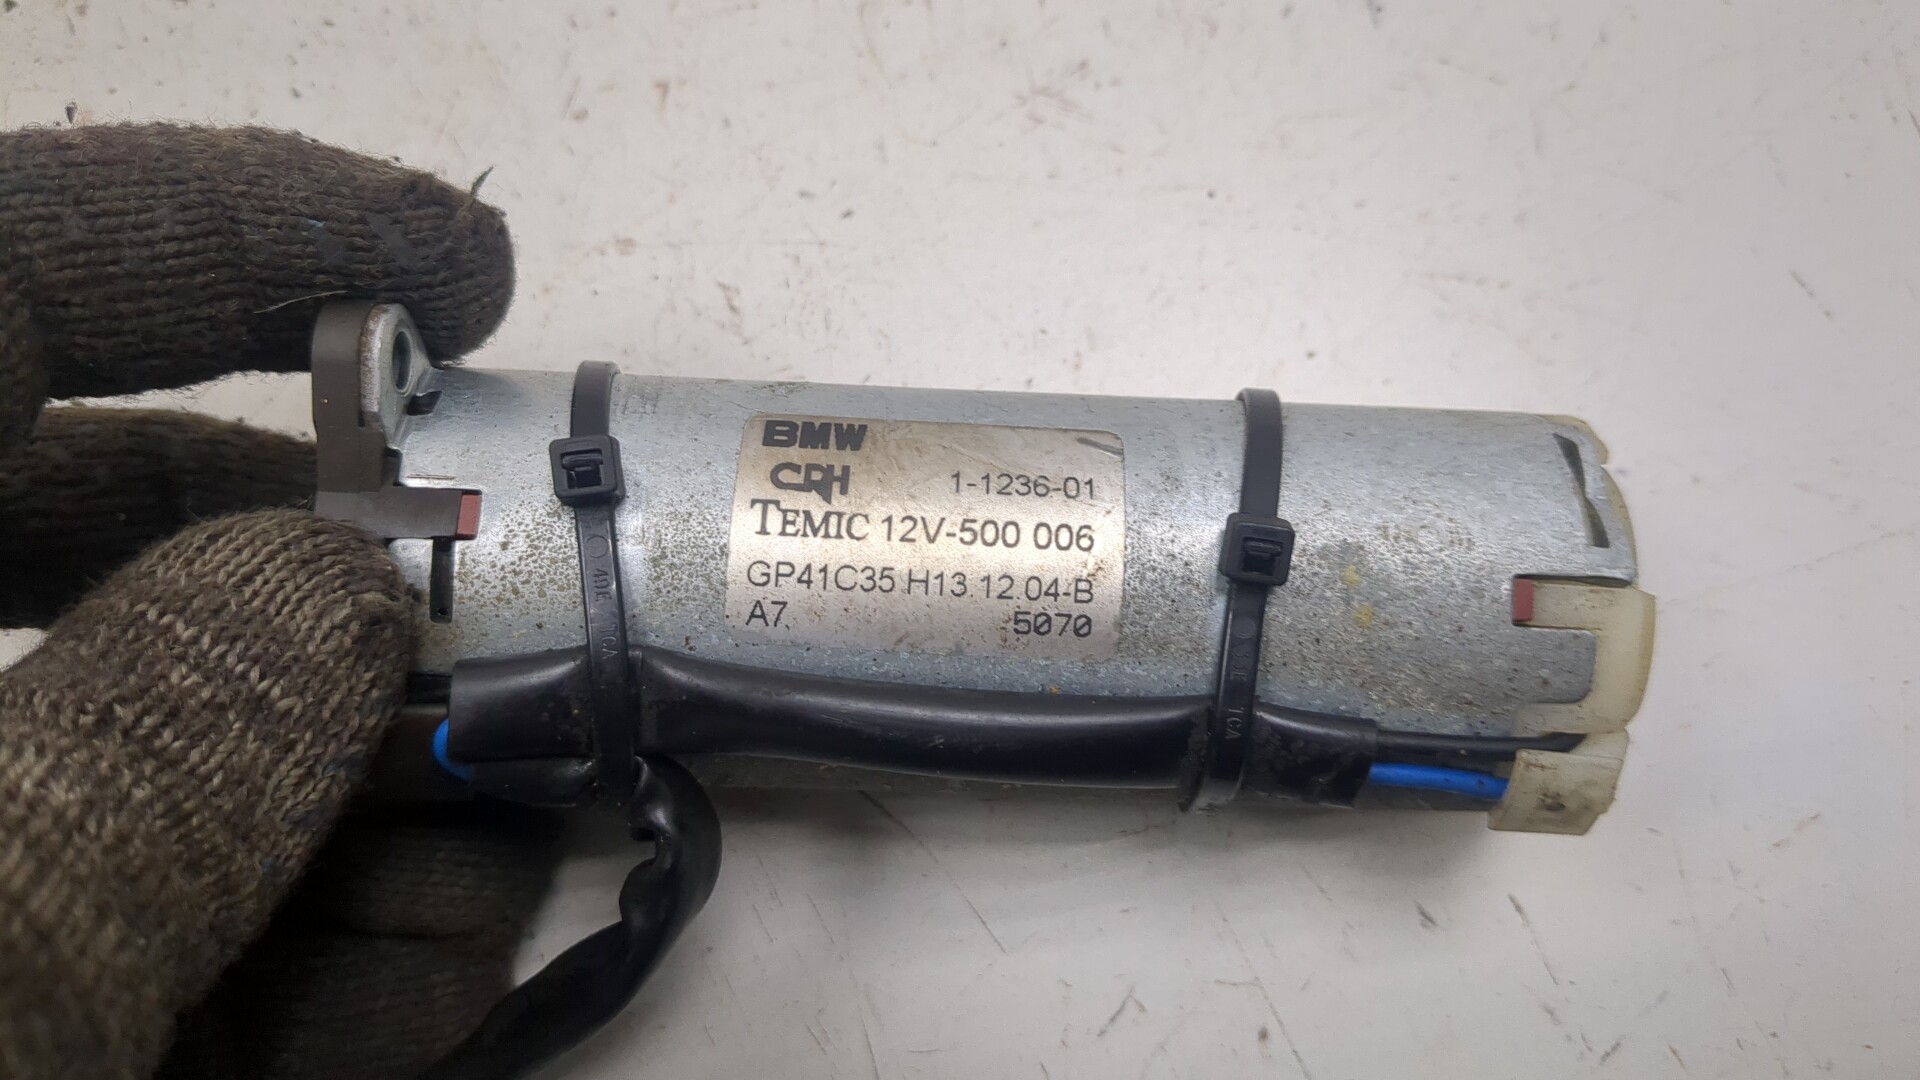 BMW
CRH 1-1236-01
TEMIC 12V-500 006
GP41C35 H13.12.04-B
A7 5070